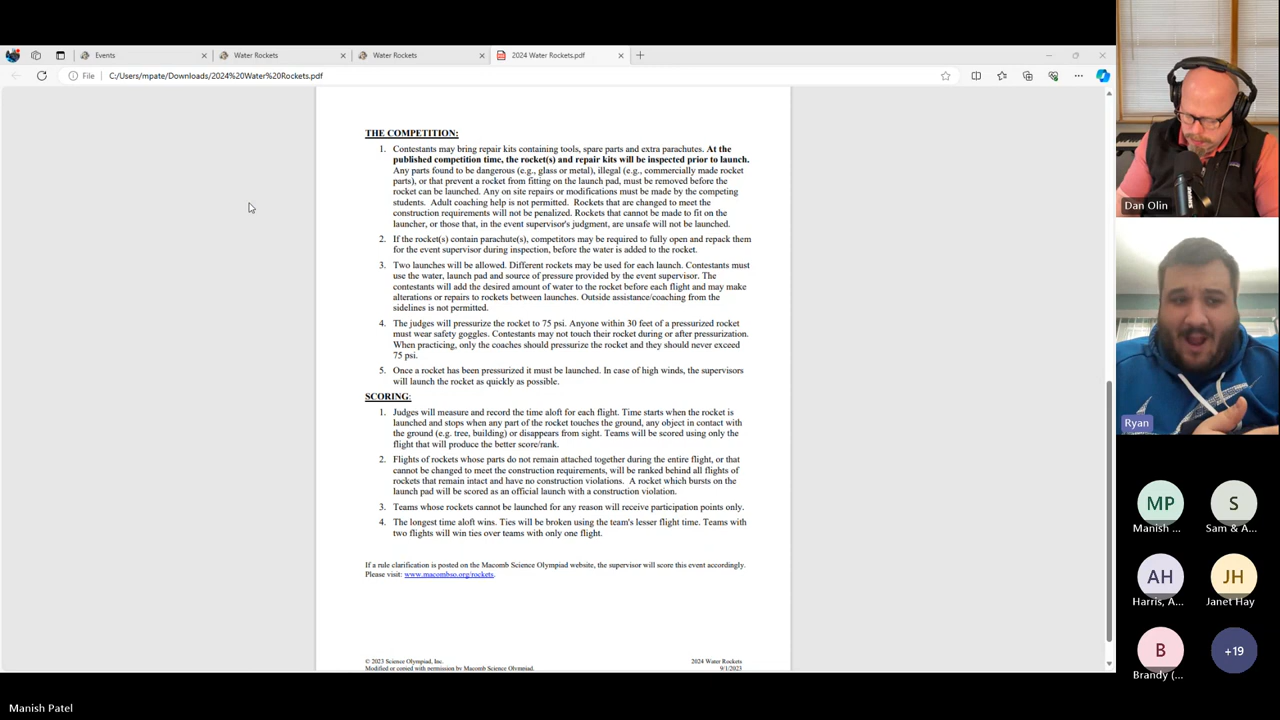 Events
Water Rockets
Water Rockets
2024 Water Rockets.pdf
File
C:/Users/mpate/Downloads/2024%20Water%20Rockets.pdf
THE COMPETITION:
1. Contestants may bring repair kits containing tools, spare parts and extra parachutes. At the
published competition time, the rocket(s) and repair kits will be inspected prior to launch.
Any parts found to be dangerous (e.g., glass or metal), illegal (e.g., commercially made rocket
parts), or that prevent a rocket from fitting on the launch pad, must be removed before the
rocket can be launched. Any on site repairs or modifications must be made by the competing
students. Adult coaching help is not permitted. Rockets that are changed to meet the
construction requirements will not be penalized. Rockets that cannot be made to fit on the
launcher, or those that, in the event supervisor's judgment, are unsafe will not be launched.
2. If the rocket(s) contain parachute(s), competitors may be required to fully open and repack them
for the event supervisor during inspection, before the water is added to the rocket.
3. Two launches will be allowed. Different rockets may be used for each launch. Contestants must
use the water, launch pad and source of pressure provided by the event supervisor. The
contestants will add the desired amount of water to the rocket before each flight and may make
alterations or repairs to rockets between launches. Outside assistance/coaching from the
sidelines is not permitted.
4. The judges will pressurize the rocket to 75 psi. Anyone within 30 feet of a pressurized rocket
must wear safety goggles. Contestants may not touch their rocket during or after pressurization.
When practicing, only the coaches should pressurize the rocket and they should never exceed
75 psi.
5. Once a rocket has been pressurized it must be launched. In case of high winds, the supervisors
will launch the rocket as quickly as possible.
SCORING:
1. Judges will measure and record the time aloft for each flight. Time starts when the rocket is
launched and stops when any part of the rocket touches the ground, any object in contact with
the ground (e.g. tree, building) or disappears from sight. Teams will be scored using only the
flight that will produce the better score/rank.
2. Flights of rockets whose parts do not remain attached together during the entire flight, or that
cannot be changed to meet the construction requirements, will be ranked behind all flights of
rockets that remain intact and have no construction violations. A rocket which bursts on the
launch pad will be scored as an official launch with a construction violation.
3. Teams whose rockets cannot be launched for any reason will receive participation points only.
4. The longest time aloft wins. Ties will be broken using the team's lesser flight time. Teams with
two flights will win ties over teams with only one flight.
If a rule clarification is posted on the Macomb Science Olympiad website, the supervisor will score this event accordingly.
Please visit: www.macombso.org/rockets.
© 2023 Science Olympiad, Inc.
Modified or copied with permission by Macomb Science Olympiad.
2024 Water Rockets
9/1/2023
Dan Olin
Ryan
MP
Manish ...
S
Sam & A...
AH
Harris, A...
JH
Janet Hay
B
Brandy (...
+19
Manish Patel